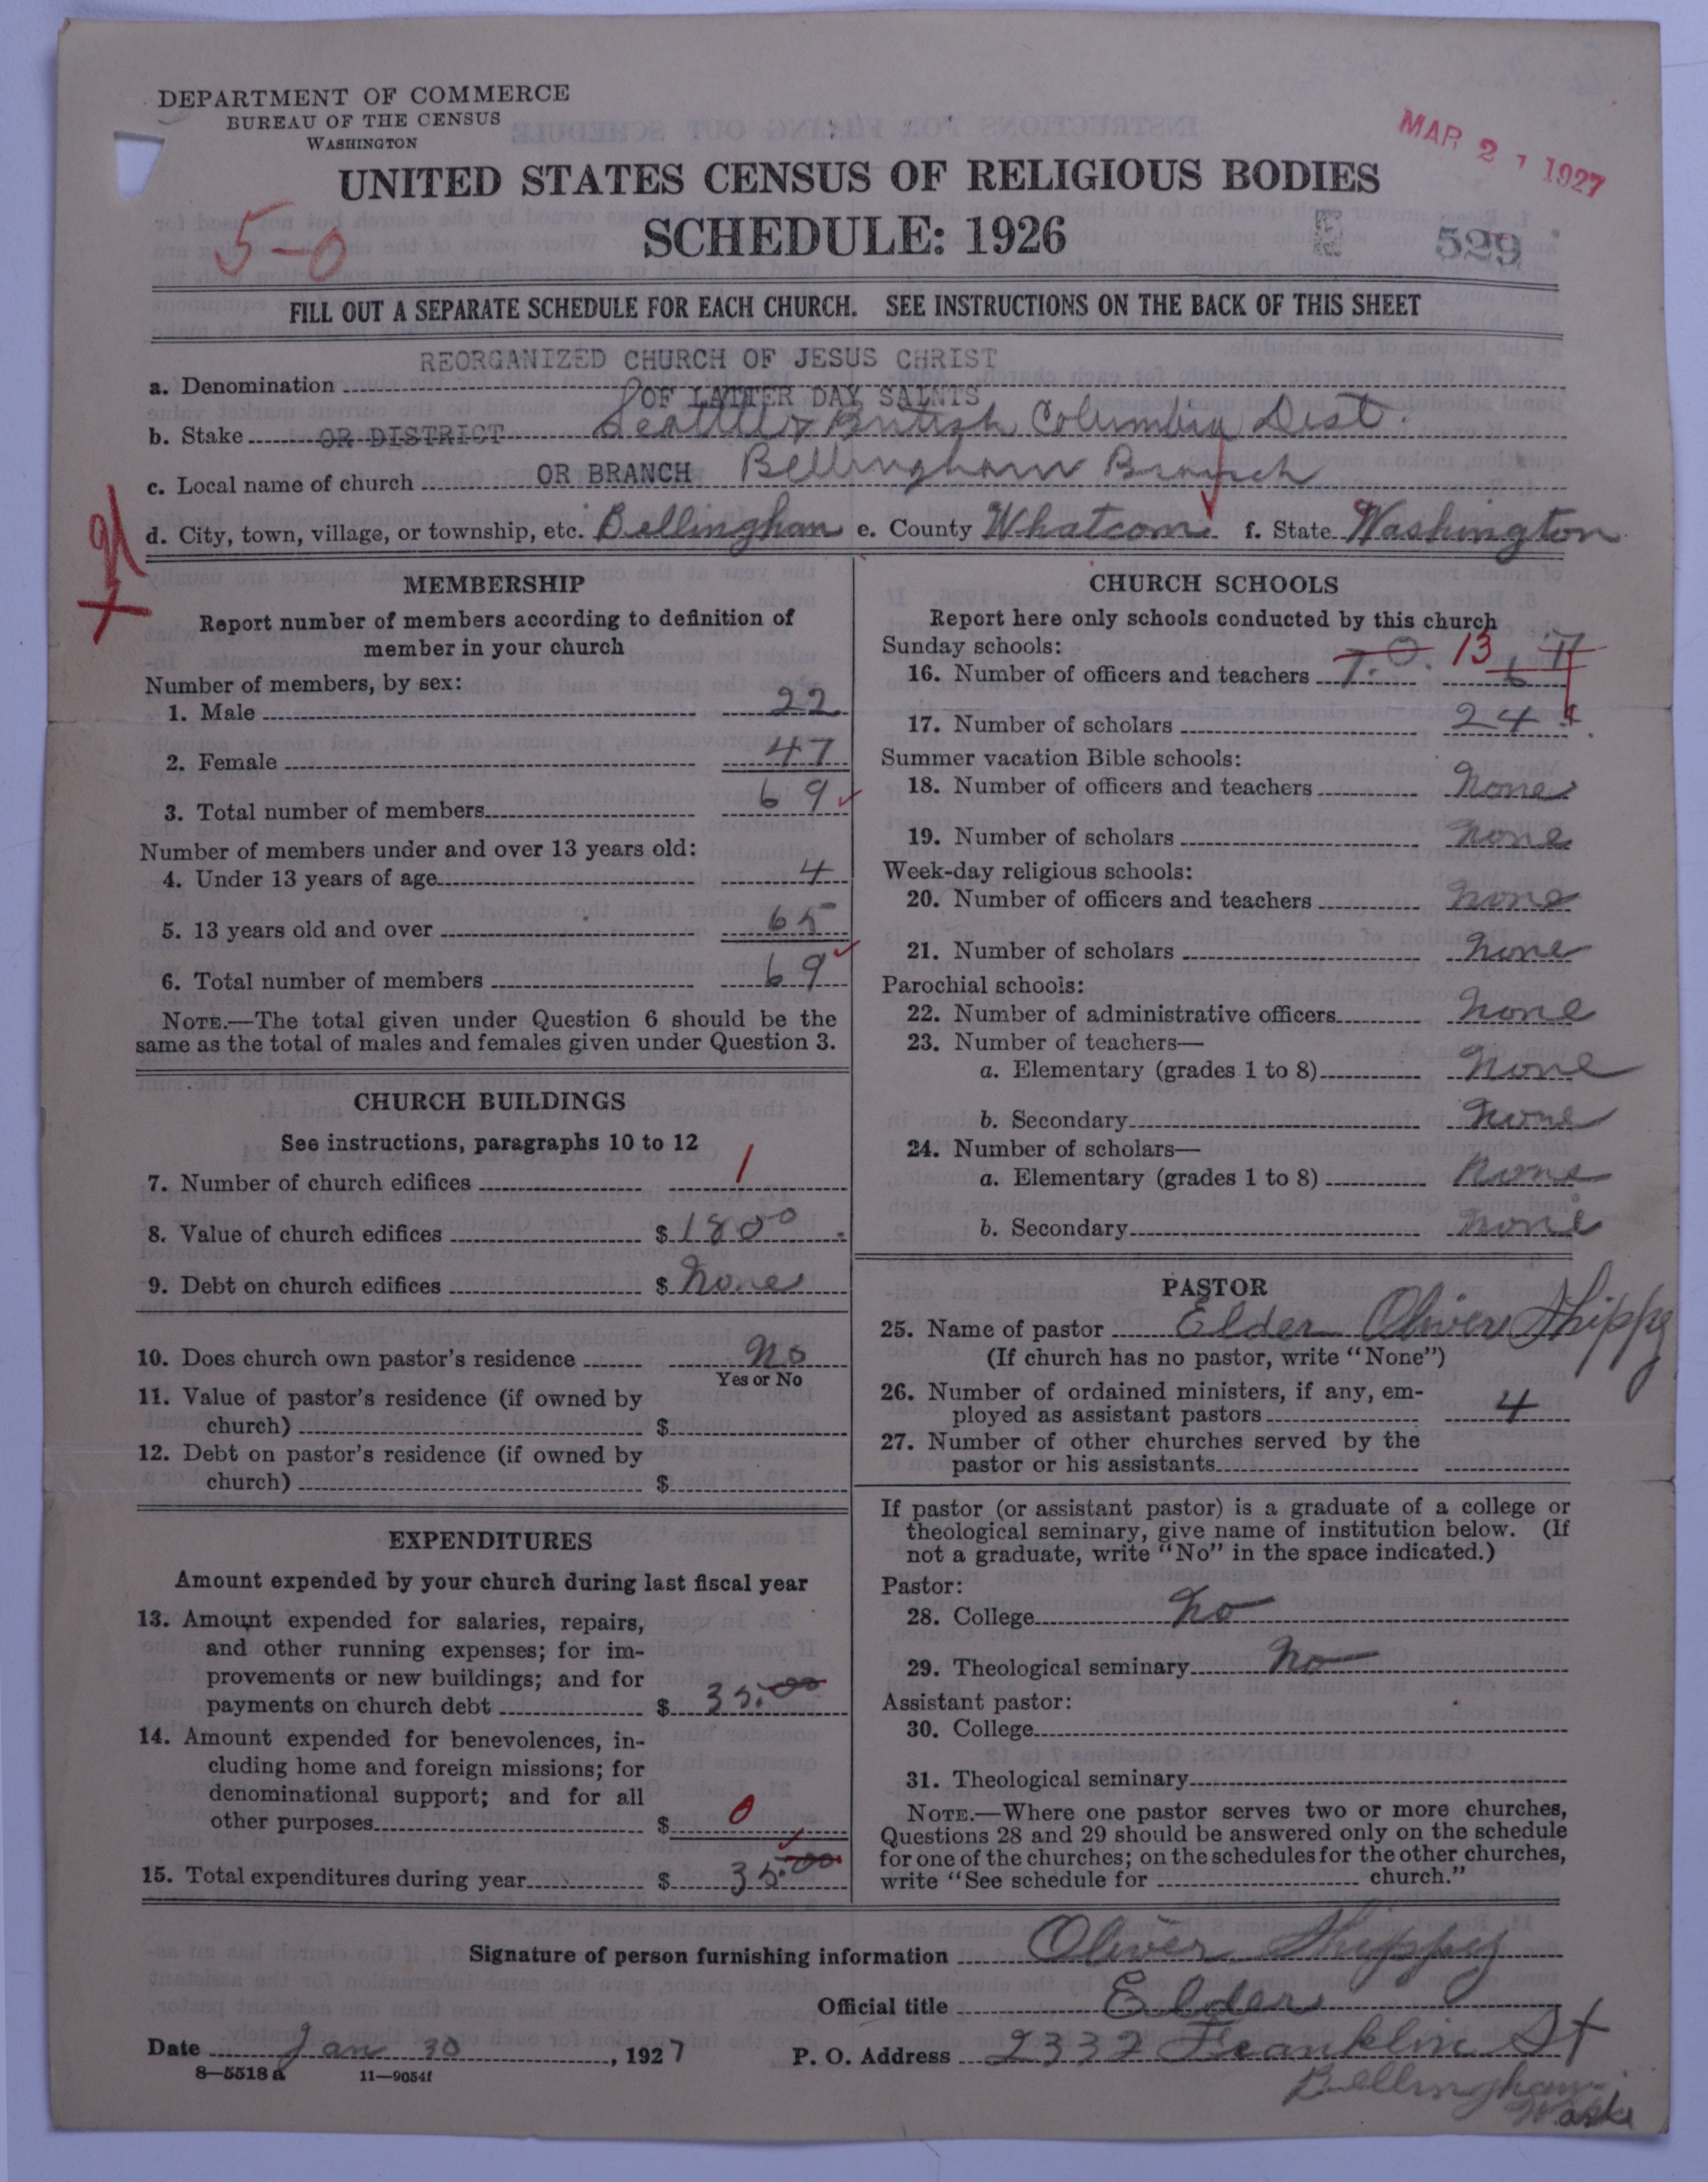 DEPARTMENT OF COMMERCE
BUREAU OF THE CENSUS
WASHINGTON
MAR 21 1927
UNITED STATES CENSUS OF RELIGIOUS BODIES
SCHEDULE: 1926
5-0
E 529
FILL OUT A SEPARATE SCHEDULE FOR EACH CHURCH. SEE INSTRUCTIONS ON THE BACK OF THIS SHEET
REORGANIZED CHURCH OF JESUS CHRIST
a. Denomination
OF LATTER DAY SAINTS
b. Stake OR DISTRICT Seattle & British Columbia Dist.
c. Local name of church OR BRANCH Bellingham Branch
d. City, town, village, or township, etc. Bellingham e. County Whatcom f. State Washington
MEMBERSHIP
Report number of members according to definition of
member in your church
Number of members, by sex:
1. Male 22
2. Female 47
3. Total number of members 69
Number of members under and over 13 years old:
4. Under 13 years of age 4
5. 13 years old and over 65
6. Total number of members 69
NOTE.—The total given under Question 6 should be the
same as the total of males and females given under Question 3.
CHURCH BUILDINGS
See instructions, paragraphs 10 to 12
7. Number of church edifices 1
8. Value of church edifices $ 1800
9. Debt on church edifices $ None
10. Does church own pastor's residence No
Yes or No
11. Value of pastor's residence (if owned by
church) $
12. Debt on pastor's residence (if owned by
church) $
EXPENDITURES
Amount expended by your church during last fiscal year
13. Amount expended for salaries, repairs,
and other running expenses; for im-
provements or new buildings; and for
payments on church debt $ 35.00
14. Amount expended for benevolences, in-
cluding home and foreign missions; for
denominational support; and for all
other purposes $ 0
15. Total expenditures during year $ 35.00
CHURCH SCHOOLS
Report here only schools conducted by this church
Sunday schools:
16. Number of officers and teachers 7. O. 13 6
17. Number of scholars 24
Summer vacation Bible schools:
18. Number of officers and teachers None
19. Number of scholars None
Week-day religious schools:
20. Number of officers and teachers None
21. Number of scholars None
Parochial schools:
22. Number of administrative officers None
23. Number of teachers—
a. Elementary (grades 1 to 8) None
b. Secondary None
24. Number of scholars—
a. Elementary (grades 1 to 8) None
b. Secondary None
PASTOR
25. Name of pastor Elder Oliver Shippy
(If church has no pastor, write "None")
26. Number of ordained ministers, if any, em-
ployed as assistant pastors 4
27. Number of other churches served by the
pastor or his assistants
If pastor (or assistant pastor) is a graduate of a college or
theological seminary, give name of institution below. (If
not a graduate, write "No" in the space indicated.)
Pastor:
28. College No
29. Theological seminary No
Assistant pastor:
30. College
31. Theological seminary
NOTE.—Where one pastor serves two or more churches,
Questions 28 and 29 should be answered only on the schedule
for one of the churches; on the schedules for the other churches,
write "See schedule for church."
Signature of person furnishing information Oliver Shippy
Official title Elder
Date Jan 30, 1927 P. O. Address 2332 Franklin St
8—5518a 11—9054f
Bellingham
Wash